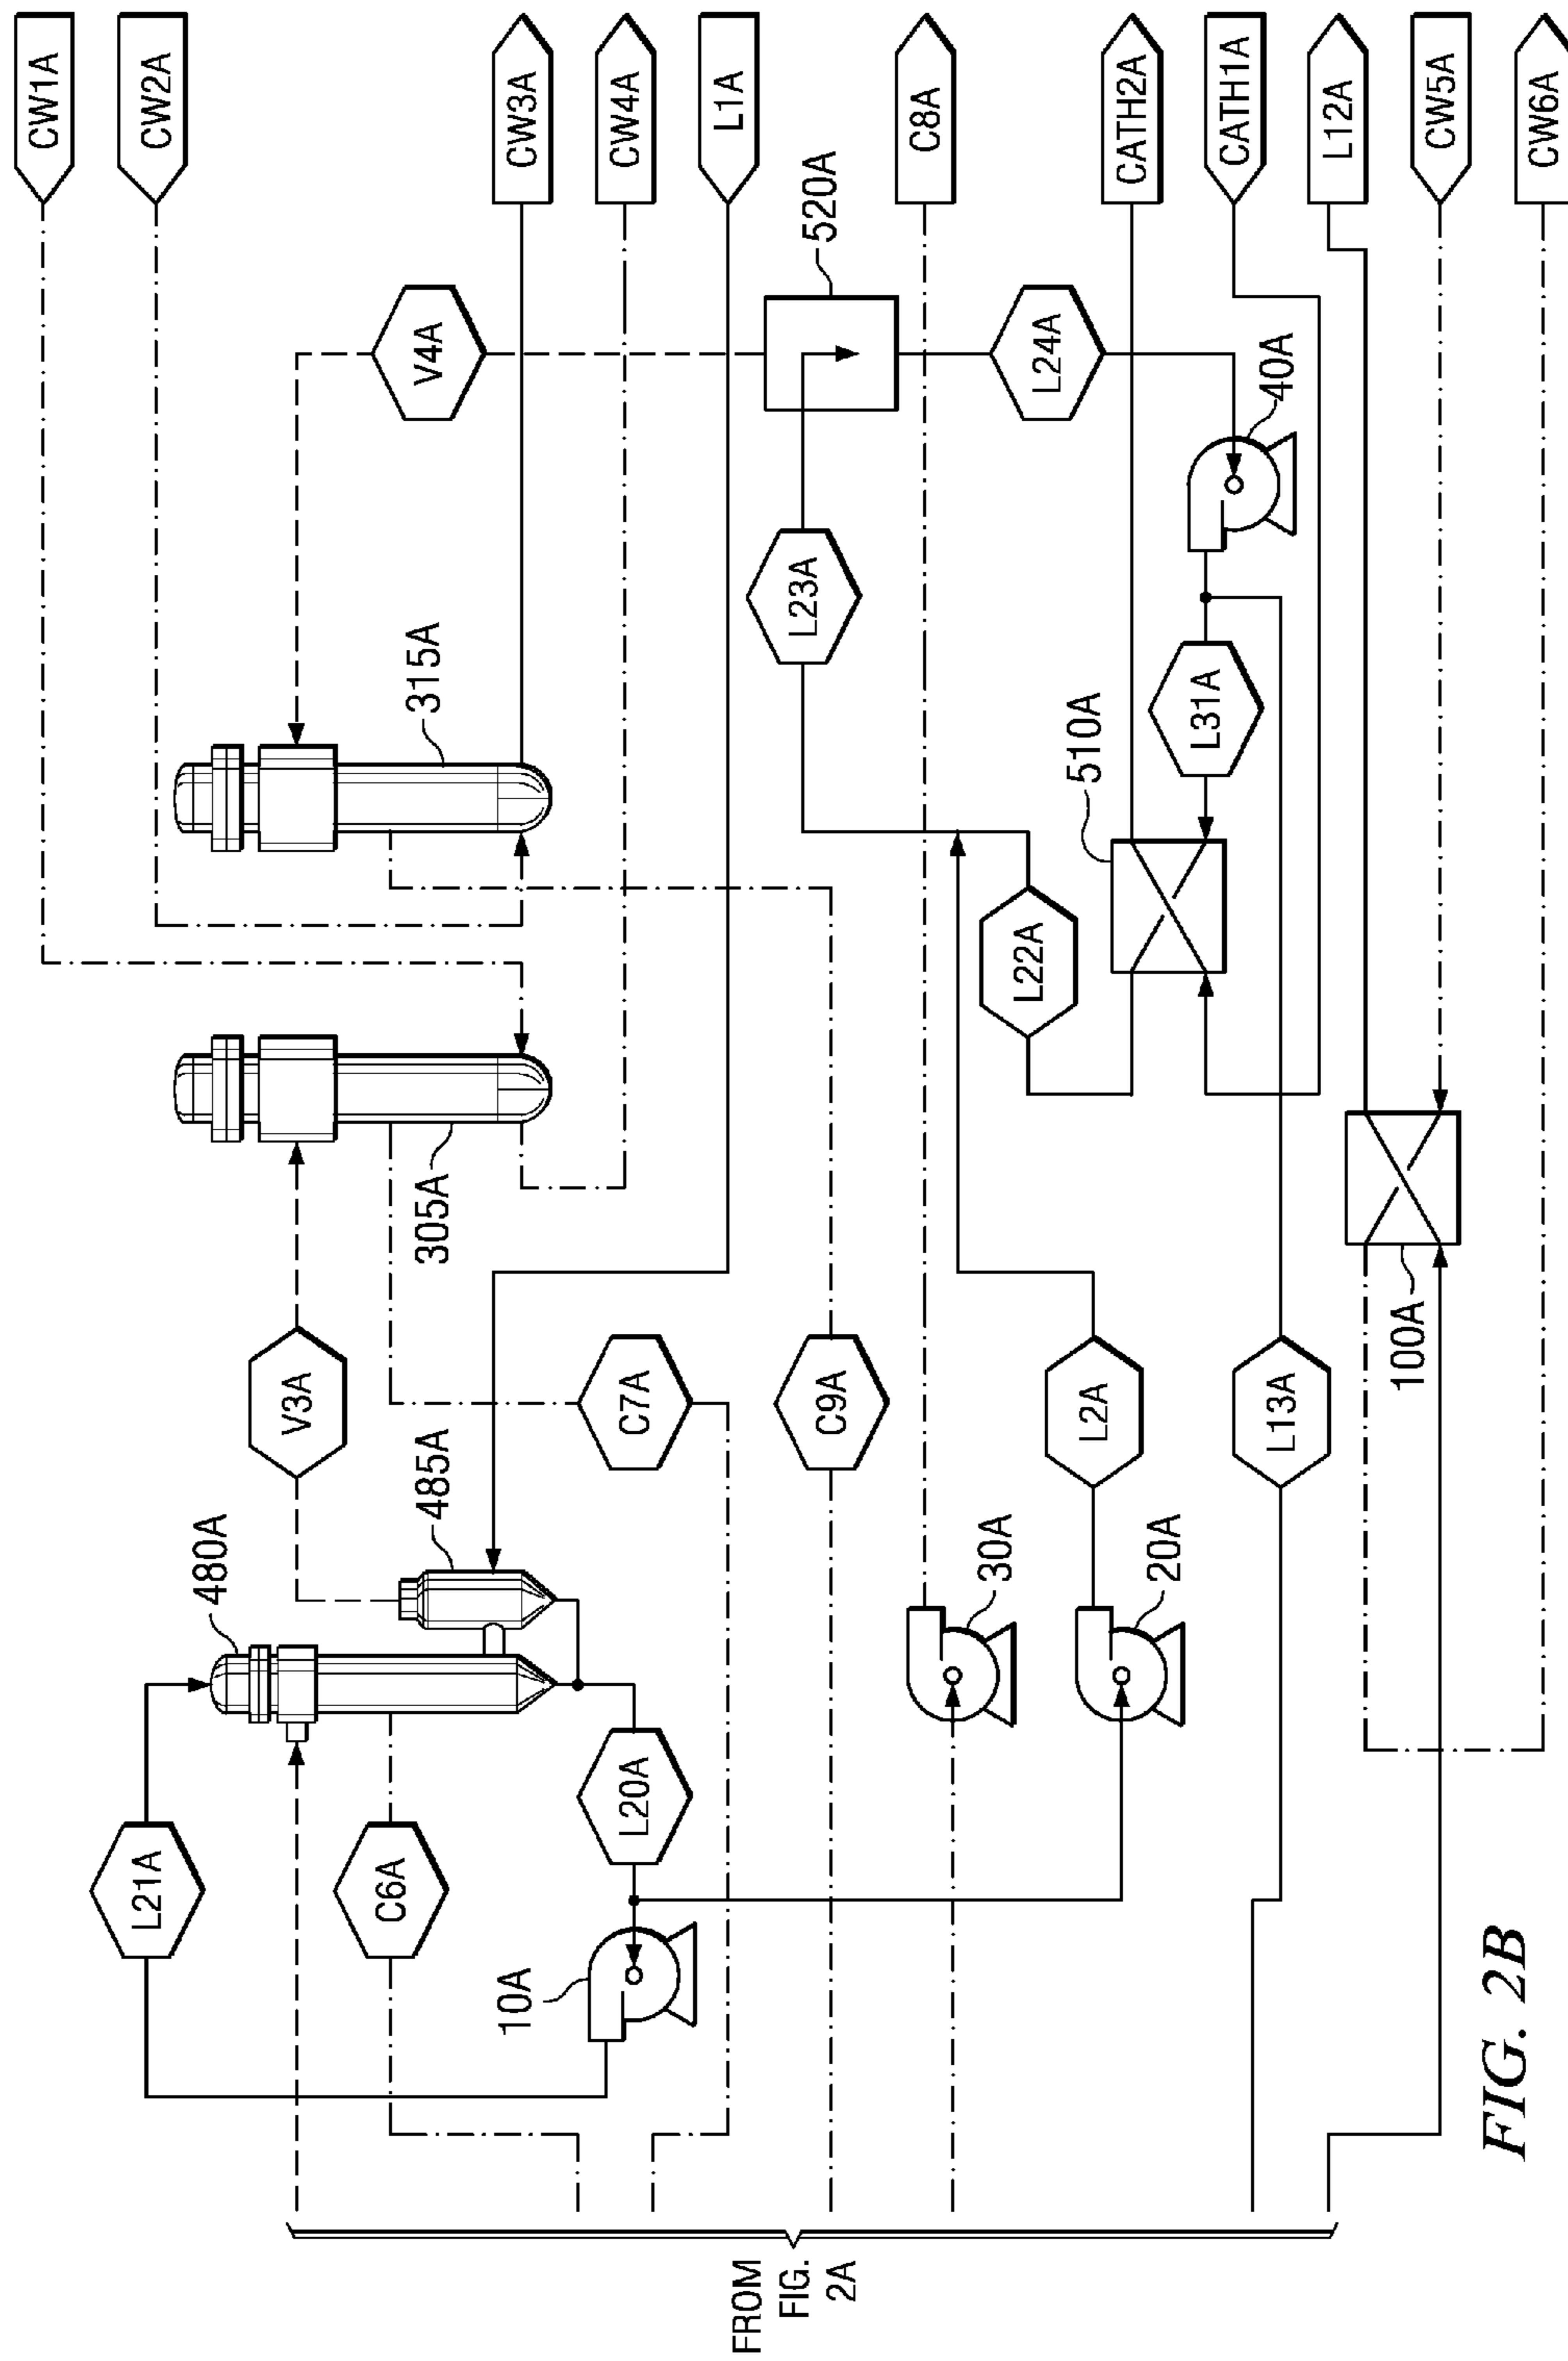 CW1A
CW2A
CW3A
CW4A
L1A
C8A
CATH2A
CATH1A
L12A
CW5A
CW6A
V4A
520A
L24A
40A
L23A
315A
L31A
510A
L22A
305A
100A
V3A
C7A
C9A
L2A
L13A
485A
480A
30A
20A
L20A
L21A
C6A
10A
FROM
FIG.
2A
FIG. 2B